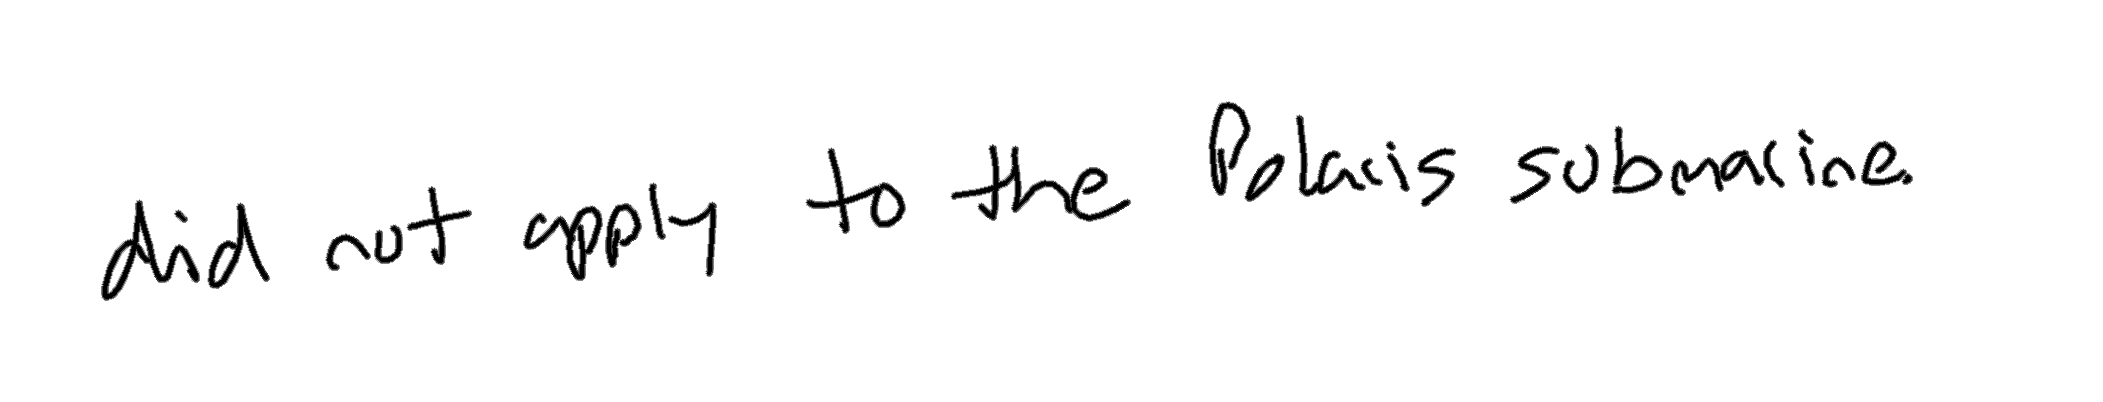 did not apply to the Polaris submarine.